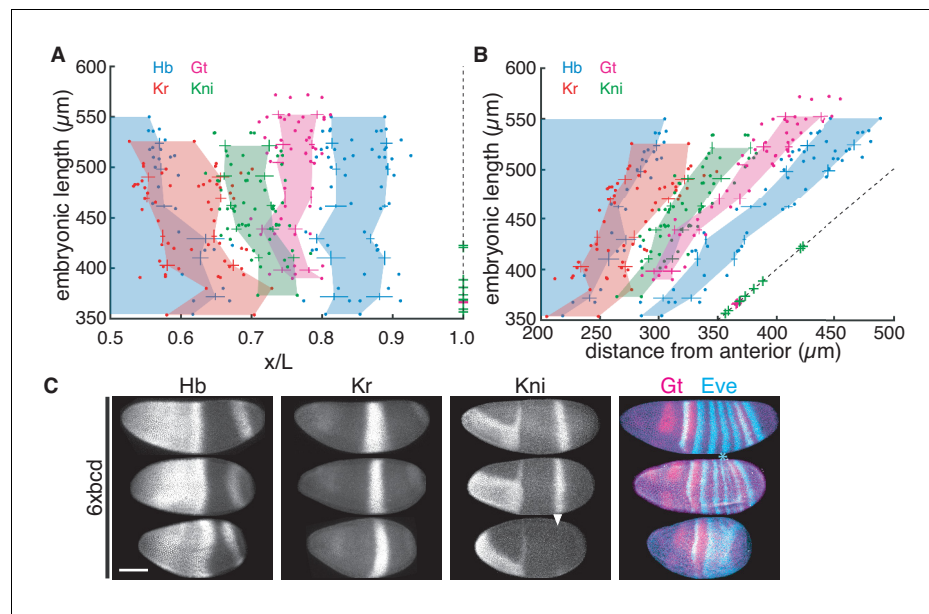 A
B
Hb Gt
Kr Kni
Hb Gt
Kr Kni
embryonic length (µm)
600
550
500
450
400
350
0.5 0.6 0.7 0.8 0.9 1.0
x/L
embryonic length (µm)
600
550
500
450
400
350
200 250 300 350 400 450 500
distance from anterior (µm)
C
Hb Kr Kni Gt Eve
6xbcd
*